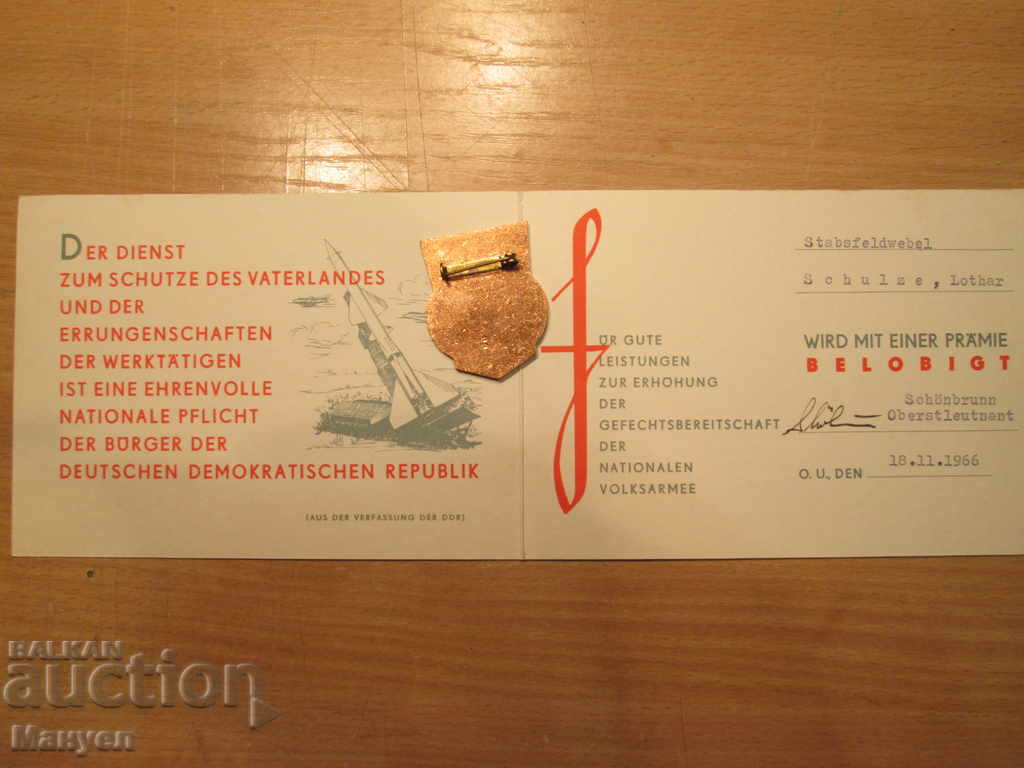 DER DIENST
ZUM SCHUTZE DES VATERLANDES
UND DER
ERRUNGENSCHAFTEN
DER WERKTÄTIGEN
IST EINE EHRENVOLLE
NATIONALE PFLICHT
DER BÜRGER DER
DEUTSCHEN DEMOKRATISCHEN REPUBLIK
(AUS DER VERFASSUNG DER DDR)
fÜR GUTE
LEISTUNGEN
ZUR ERHÖHUNG
DER
GEFECHTSBEREITSCHAFT
DER
NATIONALEN
VOLKSARMEE
Stabsfeldwebel
Schulze, Lothar
WIRD MIT EINER PRÄMIE
BELOBIGT
Schönbrunn
Oberstleutnant
O. U., DEN 18.11.1966
BALKAN
auction
Мануел